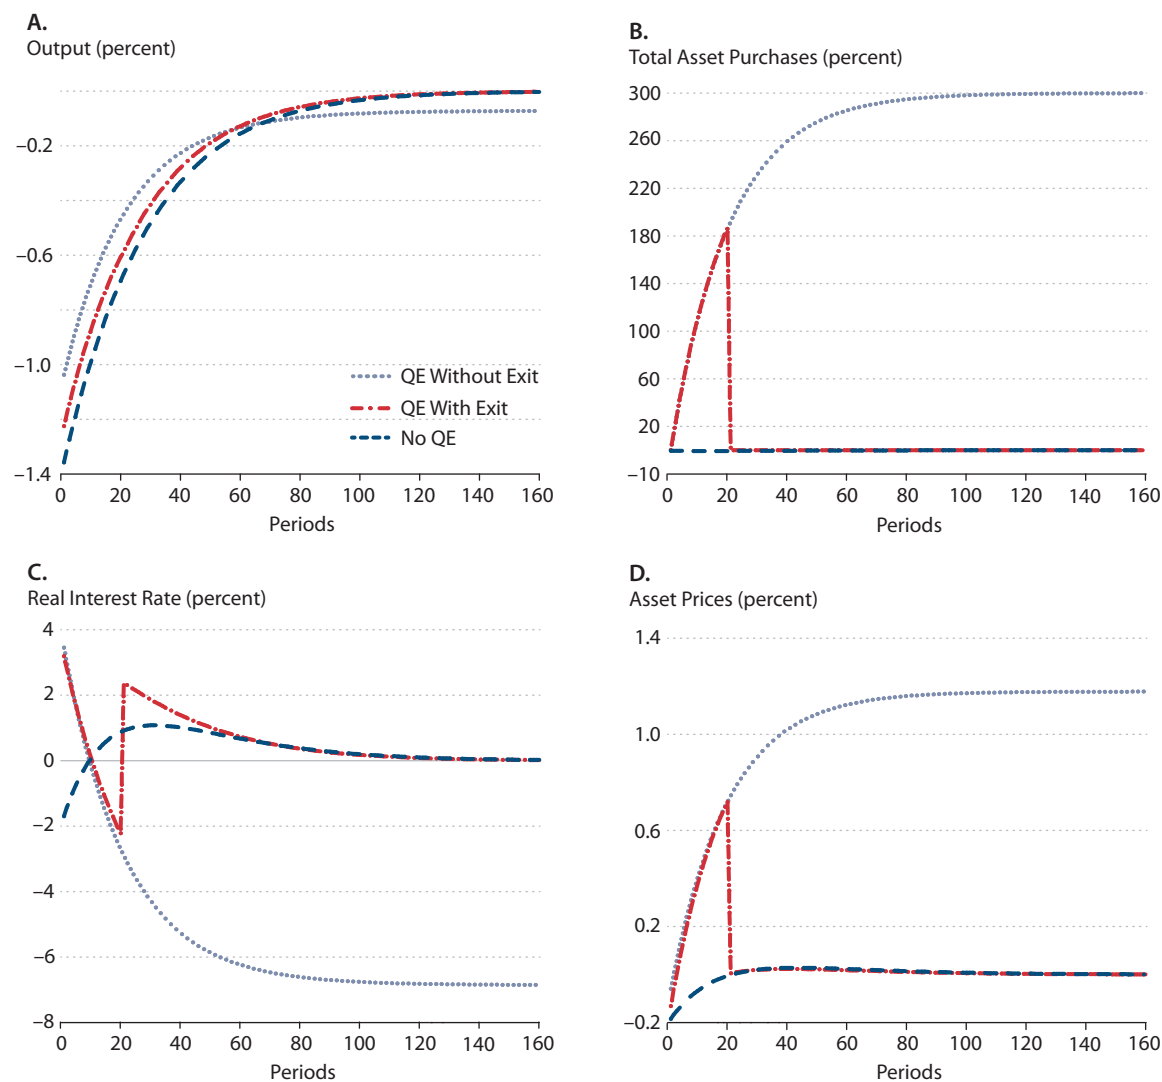 A.
Output (percent)
−0.2
−0.6
−1.0
−1.4
QE Without Exit
QE With Exit
No QE
0 20 40 60 80 100 120 140 160
Periods
B.
Total Asset Purchases (percent)
300
260
220
180
140
100
60
20
−10
0 20 40 60 80 100 120 140 160
Periods
C.
Real Interest Rate (percent)
4
2
0
−2
−4
−6
−8
0 20 40 60 80 100 120 140 160
Periods
D.
Asset Prices (percent)
1.4
1.0
0.6
0.2
−0.2
0 20 40 60 80 100 120 140 160
Periods